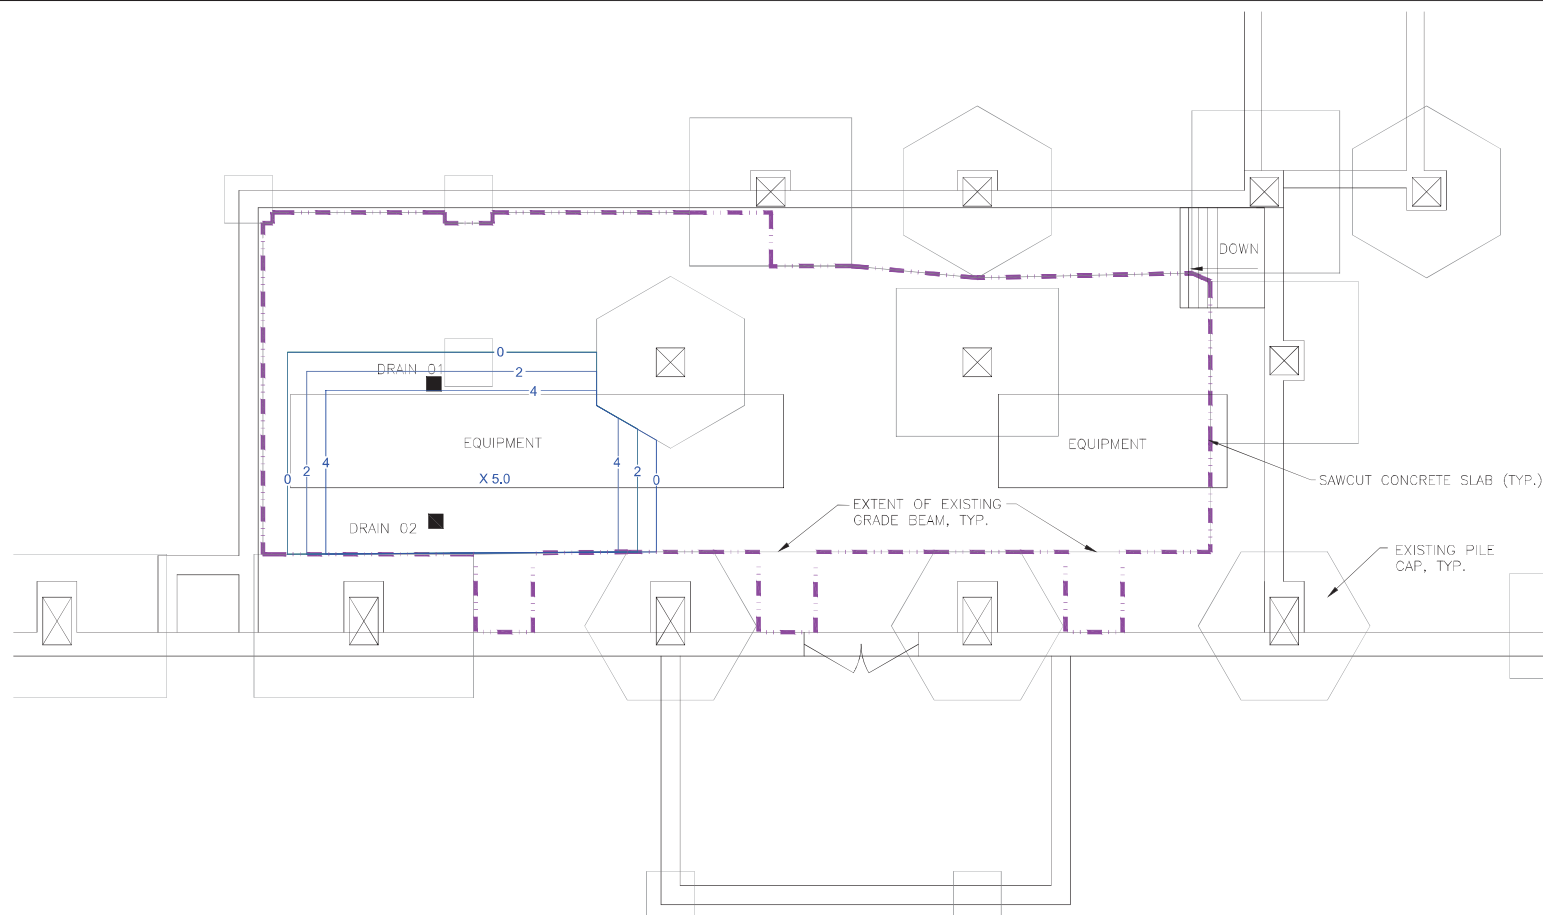 DOWN
0
DRAIN 01
2
4
EQUIPMENT
EQUIPMENT
4
4
2
2
0
X 5.0
0
SAWCUT CONCRETE SLAB (TYP.)
EXTENT OF EXISTING
GRADE BEAM, TYP.
DRAIN 02
EXISTING PILE
CAP, TYP.